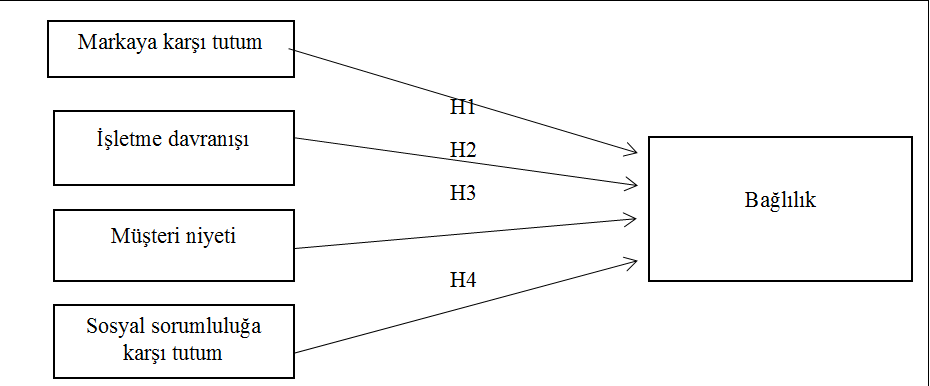 Markaya karşı tutum
H1
İşletme davranışı
H2
Bağlılık
H3
Müşteri niyeti
H4
Sosyal sorumluluğa
karşı tutum